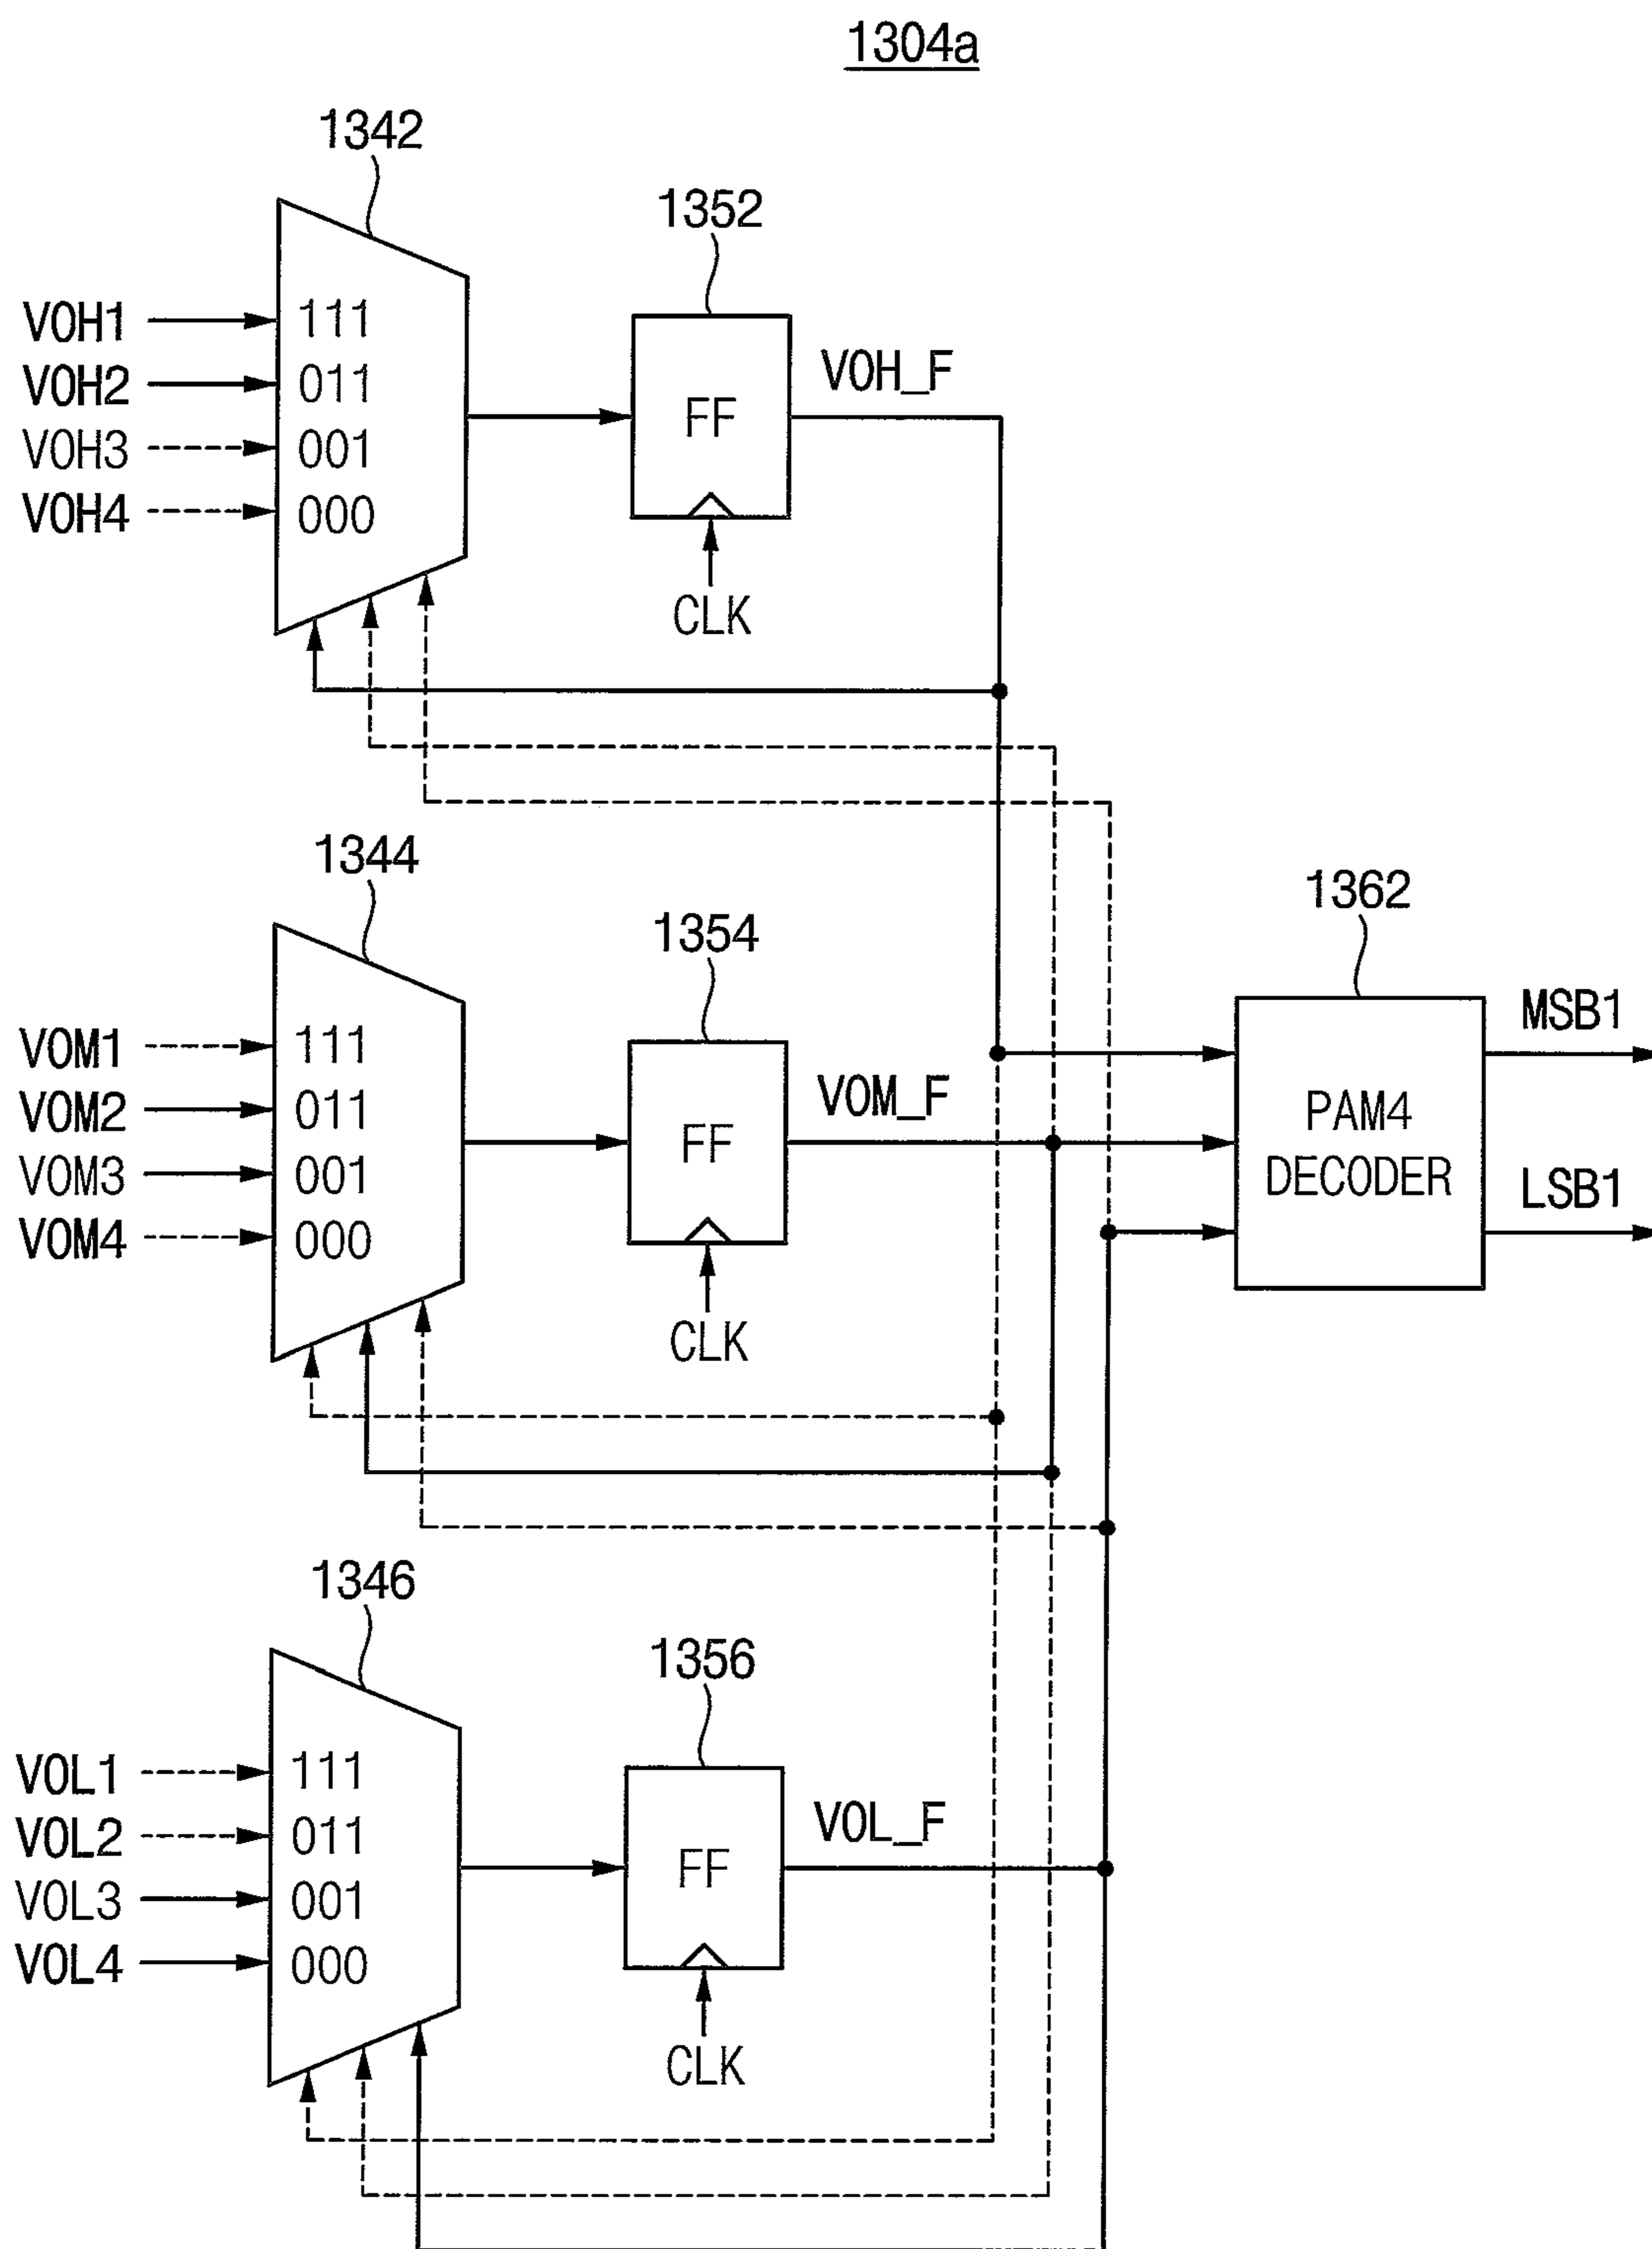 1304a
1342
1352
VOH1
VOH2
VOH3
VOH4
111
011
001
000
FF
VOH_F
CLK
1344
1354
1362
VOM1
VOM2
VOM3
VOM4
111
011
001
000
FF
VOM_F
CLK
PAM4
DECODER
MSB1
LSB1
1346
1356
VOL1
VOL2
VOL3
VOL4
111
011
001
000
FF
VOL_F
CLK